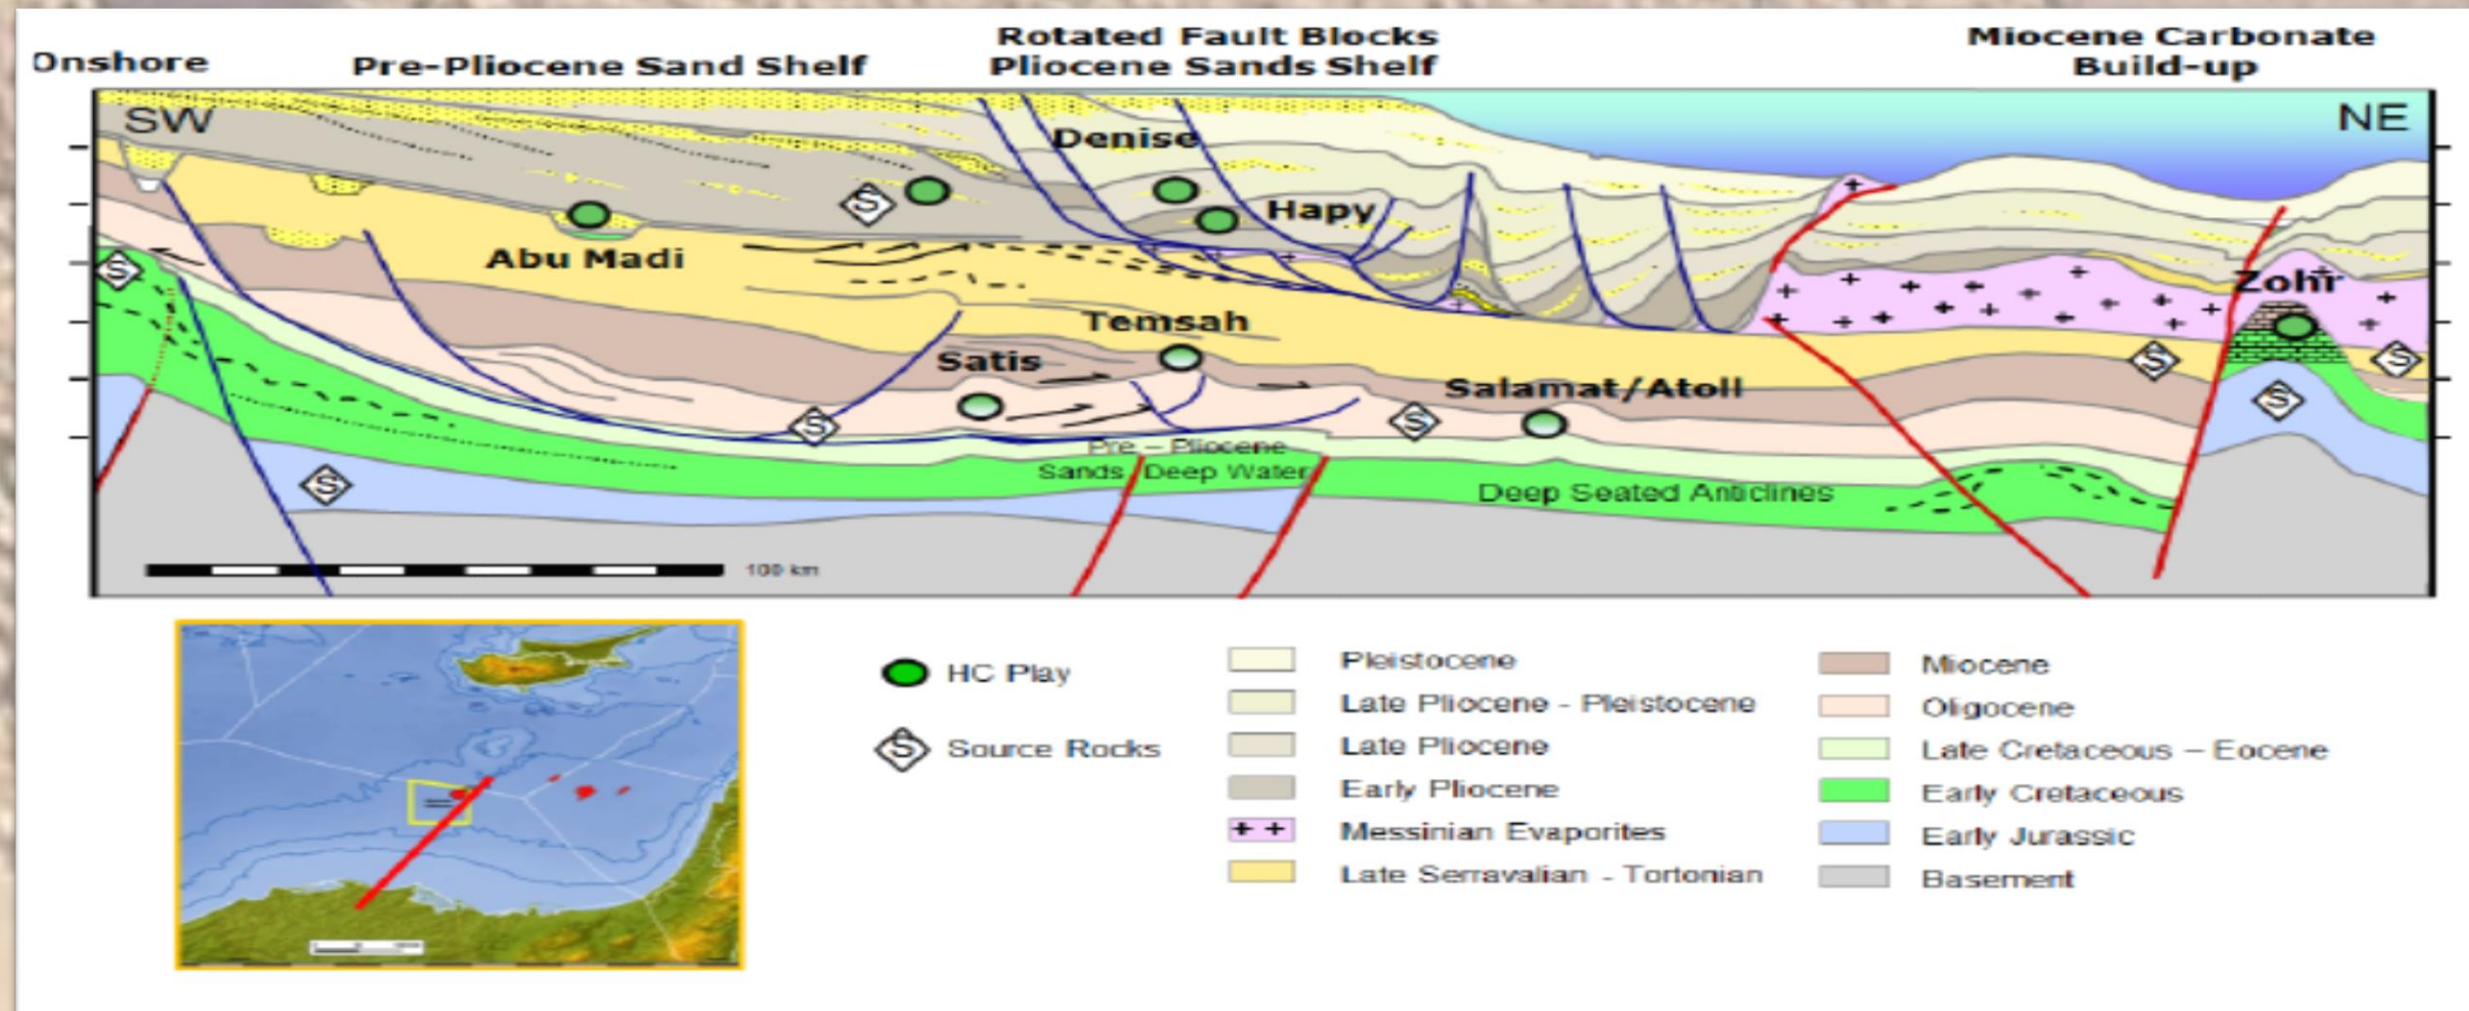 Onshore
Pre-Pliocene Sand Shelf
Rotated Fault Blocks
Pliocene Sands Shelf
Miocene Carbonate
Build-up
SW
NE
Denise
S
Hapy
Abu Madi
S
Zohr
Temsah
Satis
S
S
Salamat/Atoll
S
S
S
Pre - Pliocene
Sands Deep Water
S
Deep Seated Anticlines
100 km
HC Play
S Source Rocks
Pleistocene
Late Pliocene - Pleistocene
Late Pliocene
Early Pliocene
++ Messinian Evaporites
Late Serravalian - Tortonian
Miocene
Oligocene
Late Cretaceous – Eocene
Early Cretaceous
Early Jurassic
Basement